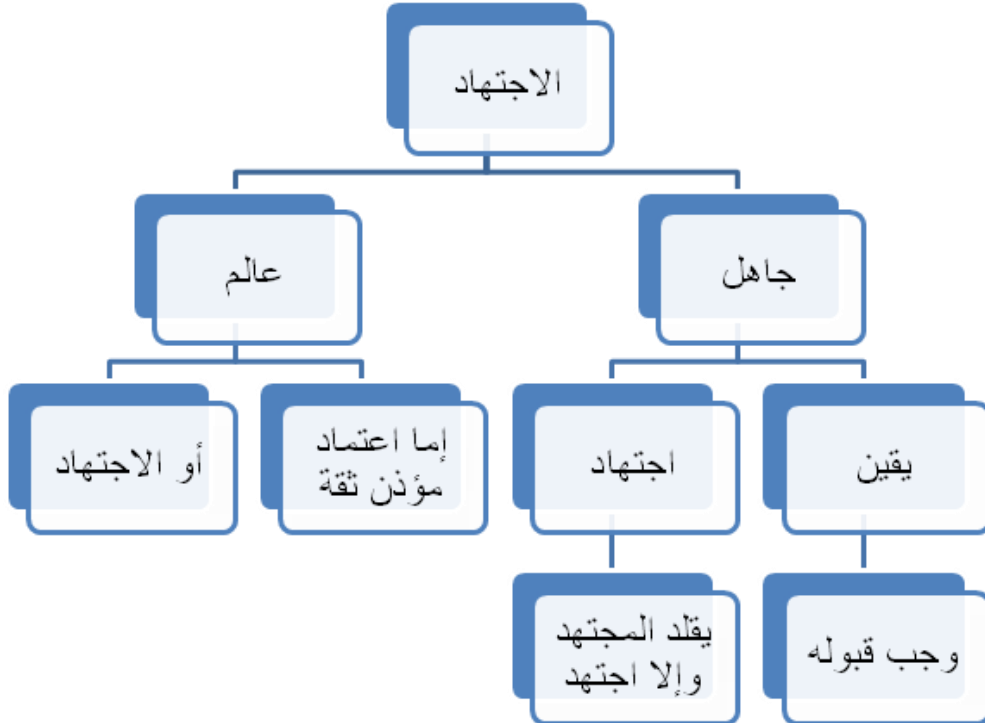 الاجتهاد
جاهل
عالم
يقين
اجتهاد
إما اعتماد
مؤذن ثقة
أو الاجتهاد
وجب قبوله
يقلد المجتهد
وإلا اجتهد